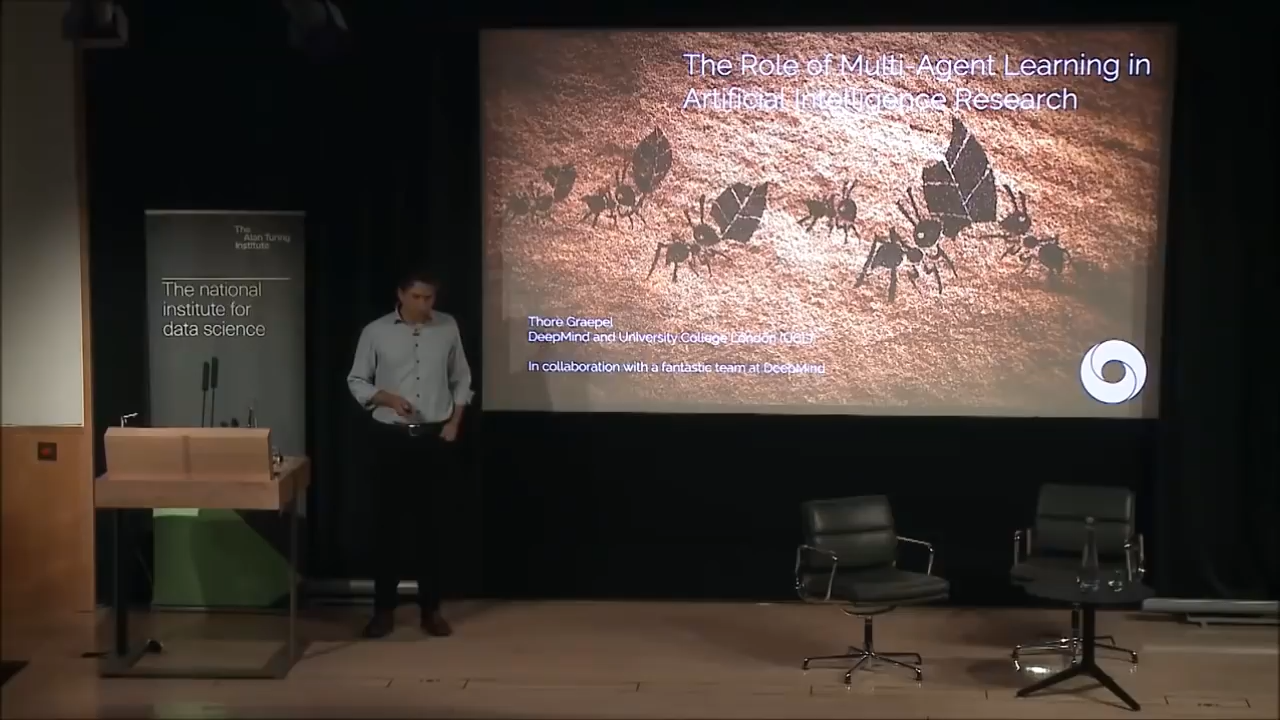 The
Alan Turing
Institute
The national
institute for
data science
The Role of Multi-Agent Learning in
Artificial Intelligence Research
Thore Graepel
DeepMind and University College London (UCL)
In collaboration with a fantastic team at DeepMind